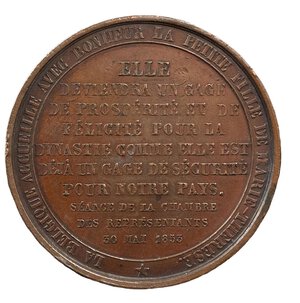 LA BELGIQUE ACCUEILLE AVEC BONHEUR LA PETITE FILLE DE MARIE THERESE.
ELLE
DEVIENDRA UN GAGE
DE PROSPÉRITÉ ET DE
FÉLICITÉ POUR LA
DYNASTIE COMME ELLE EST
DÉJÀ UN GAGE DE SÉCURITÉ
POUR NOTRE PAYS.
SÉANCE DE LA CHAMBRE
DES REPRÉSENTANTS
30 MAI 1853